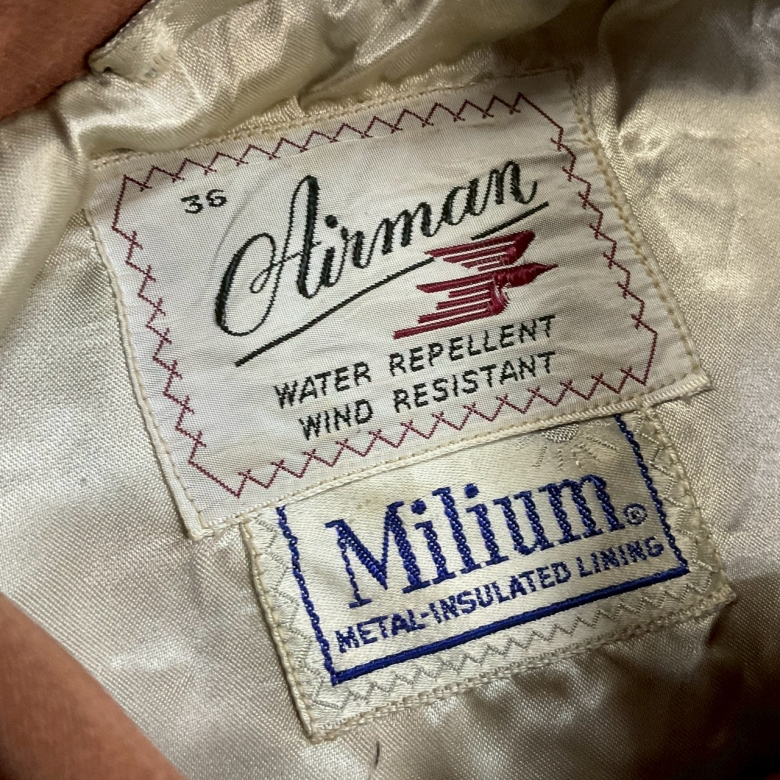 36
Airman
WATER REPELLENT
WIND RESISTANT
Milium®
METAL-INSULATED LINING